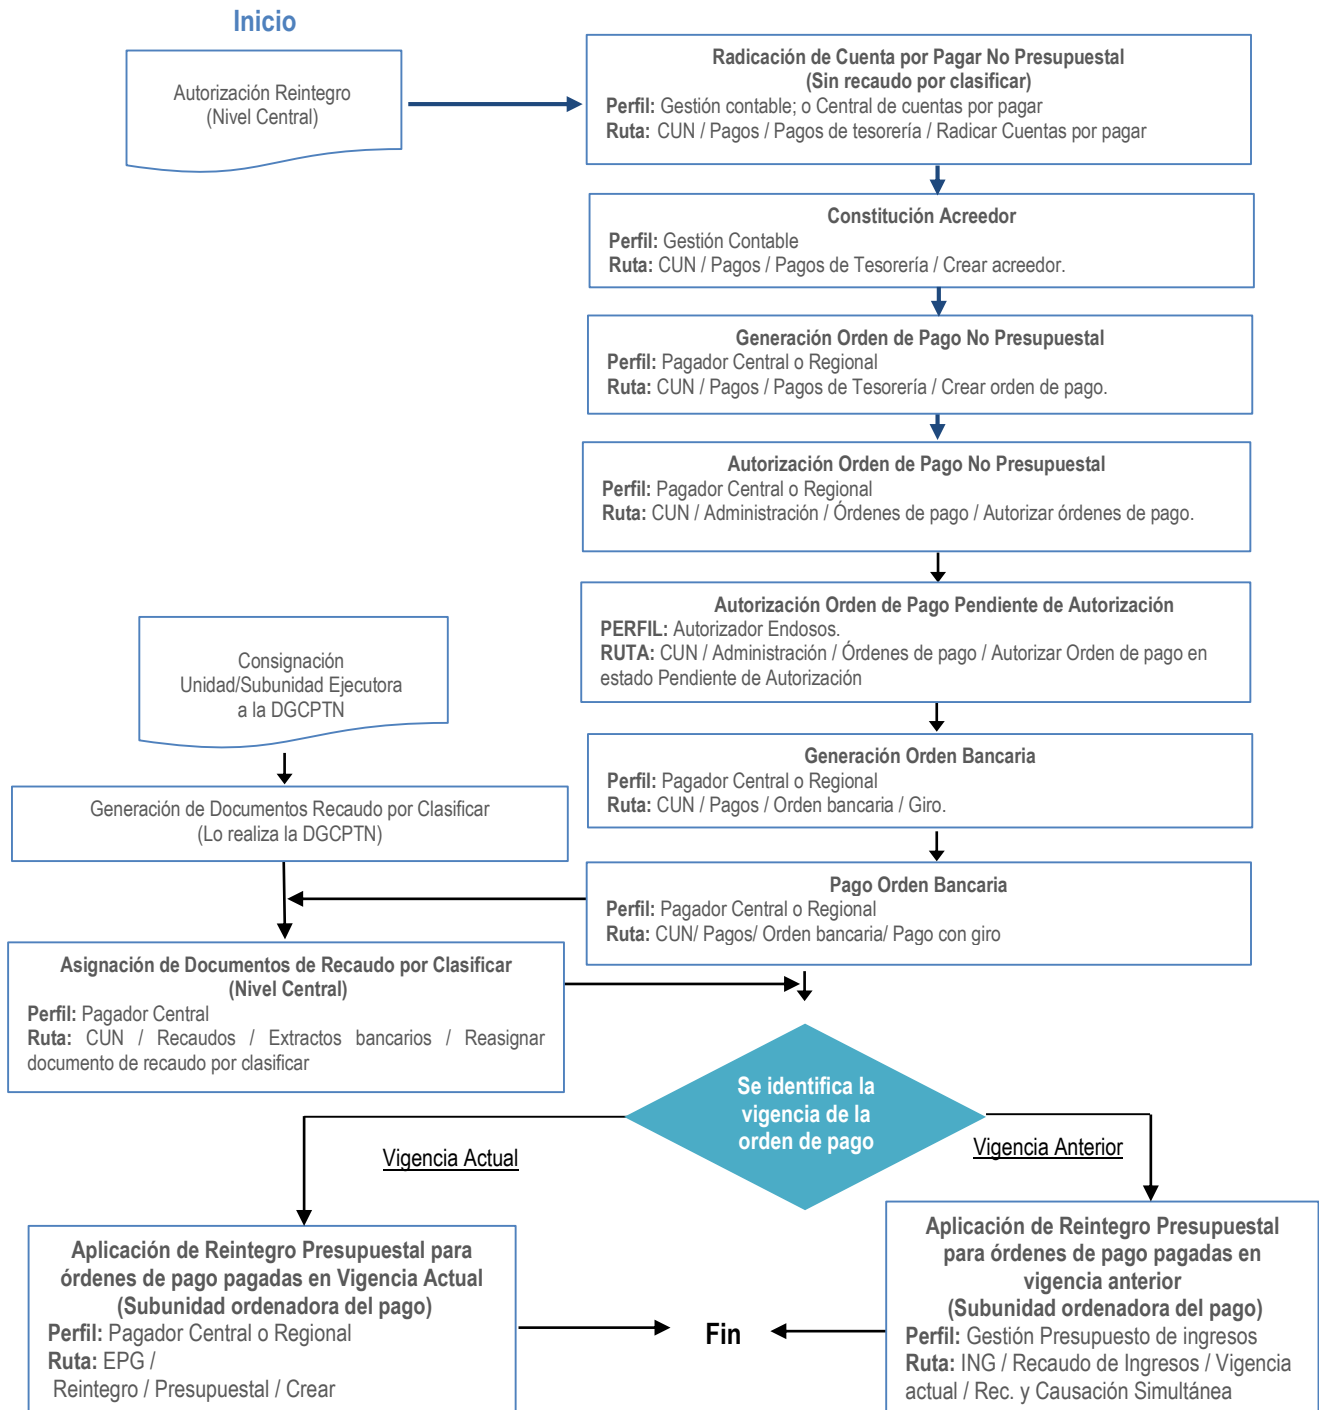 Inicio
Autorización Reintegro
(Nivel Central)
Radicación de Cuenta por Pagar No Presupuestal
(Sin recaudo por clasificar)
Perfil: Gestión contable; o Central de cuentas por pagar
Ruta: CUN / Pagos / Pagos de tesorería / Radicar Cuentas por pagar
Constitución Acreedor
Perfil: Gestión Contable
Ruta: CUN / Pagos / Pagos de Tesorería / Crear acreedor.
Generación Orden de Pago No Presupuestal
Perfil: Pagador Central o Regional
Ruta: CUN / Pagos / Pagos de Tesorería / Crear orden de pago.
Autorización Orden de Pago No Presupuestal
Perfil: Pagador Central o Regional
Ruta: CUN / Administración / Órdenes de pago / Autorizar órdenes de pago.
Autorización Orden de Pago Pendiente de Autorización
PERFIL: Autorizador Endosos.
RUTA: CUN / Administración / Órdenes de pago / Autorizar Orden de pago en
estado Pendiente de Autorización
Consignación
Unidad/Subunidad Ejecutora
a la DGCPTN
Generación Orden Bancaria
Perfil: Pagador Central o Regional
Ruta: CUN / Pagos / Orden bancaria / Giro.
Generación de Documentos Recaudo por Clasificar
(Lo realiza la DGCPTN)
Pago Orden Bancaria
Perfil: Pagador Central o Regional
Ruta: CUN/ Pagos/ Orden bancaria/ Pago con giro
Asignación de Documentos de Recaudo por Clasificar
(Nivel Central)
Perfil: Pagador Central
Ruta: CUN / Recaudos / Extractos bancarios / Reasignar
documento de recaudo por clasificar
Se identifica la
vigencia de la
orden de pago
Vigencia Actual
Vigencia Anterior
Aplicación de Reintegro Presupuestal para
órdenes de pago pagadas en Vigencia Actual
(Subunidad ordenadora del pago)
Perfil: Pagador Central o Regional
Ruta: EPG /
Reintegro / Presupuestal / Crear
Fin
Aplicación de Reintegro Presupuestal
para órdenes de pago pagadas en
vigencia anterior
(Subunidad ordenadora del pago)
Perfil: Gestión Presupuesto de ingresos
Ruta: ING / Recaudo de Ingresos / Vigencia
actual / Rec. y Causación Simultánea